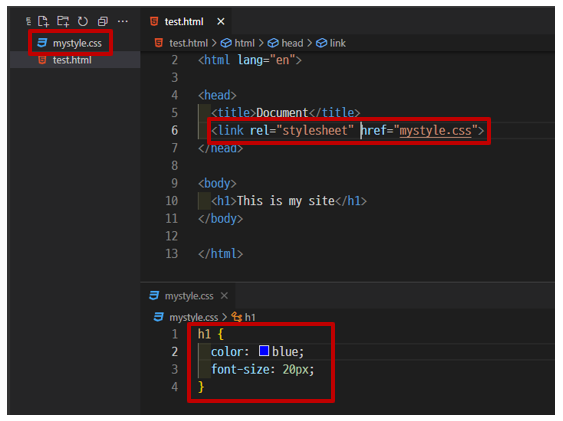 mystyle.css
test.html
test.html
test.html > html > head > link
2 <html lang="en">
3
4 <head>
5 <title>Document</title>
6 <link rel="stylesheet" href="mystyle.css">
7 </head>
8
9 <body>
10 <h1>This is my site</h1>
11 </body>
12
13 </html>
mystyle.css
mystyle.css > h1
1 h1 {
2 color: blue;
3 font-size: 20px;
4 }